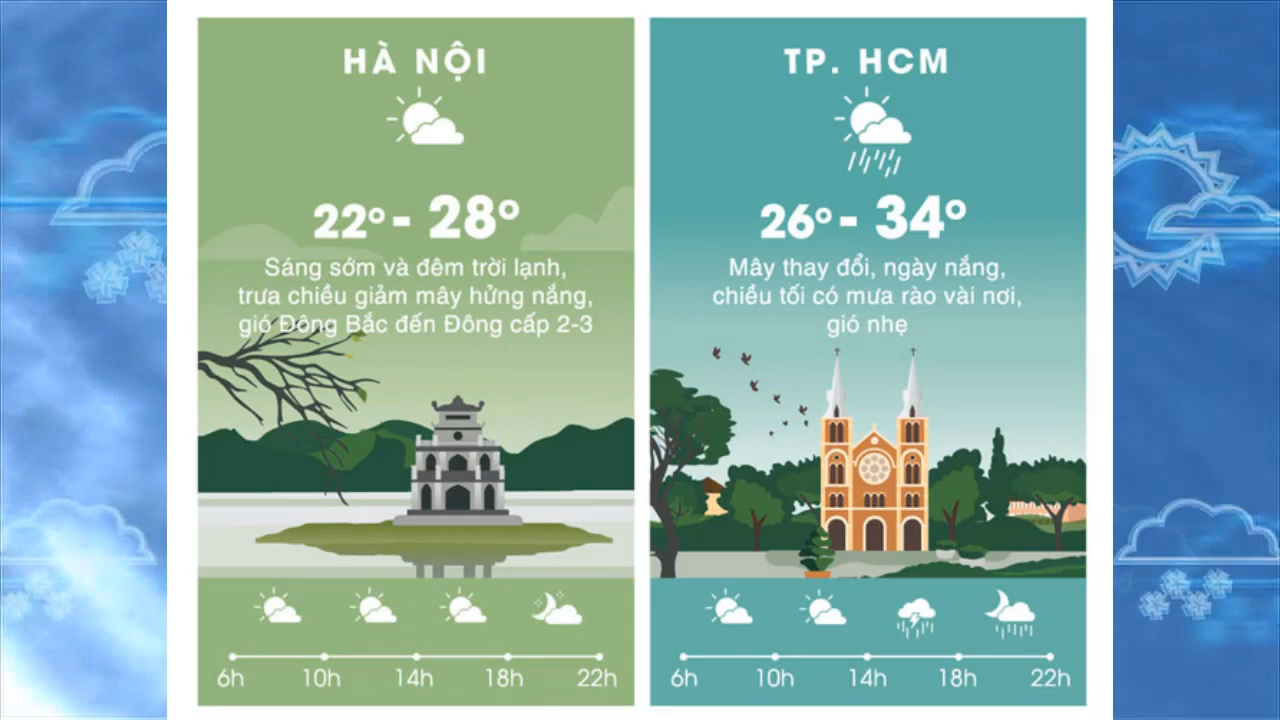 HÀ NỘI
22° - 28°
Sáng sớm và đêm trời lạnh,
trưa chiều giảm mây hửng nắng,
gió Đông Bắc đến Đông cấp 2-3
6h 10h 14h 18h 22h
TP. HCM
26° - 34°
Mây thay đổi, ngày nắng,
chiều tối có mưa rào vài nơi,
gió nhẹ
6h 10h 14h 18h 22h